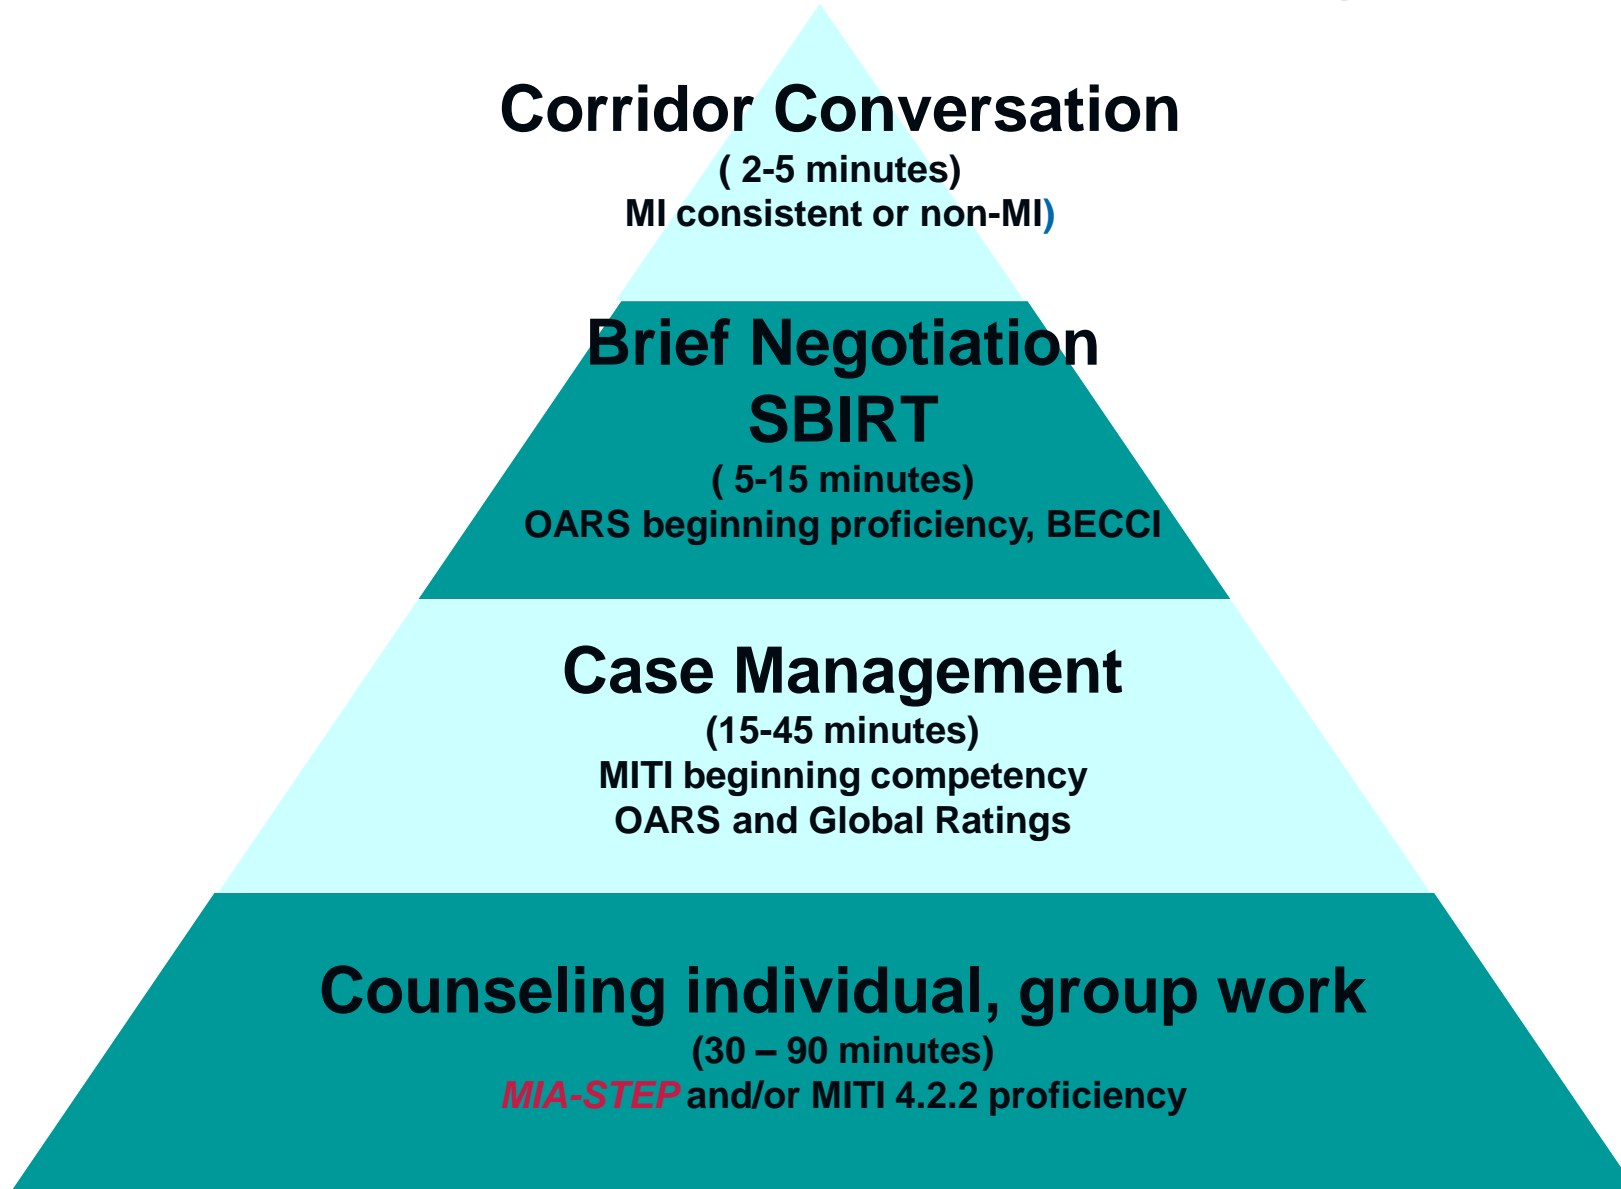 Corridor Conversation
( 2-5 minutes)
MI consistent or non-MI)
Brief Negotiation
SBIRT
( 5-15 minutes)
OARS beginning proficiency, BECCI
Case Management
(15-45 minutes)
MITI beginning competency
OARS and Global Ratings
Counseling individual, group work
(30 – 90 minutes)
MIA-STEP and/or MITI 4.2.2 proficiency